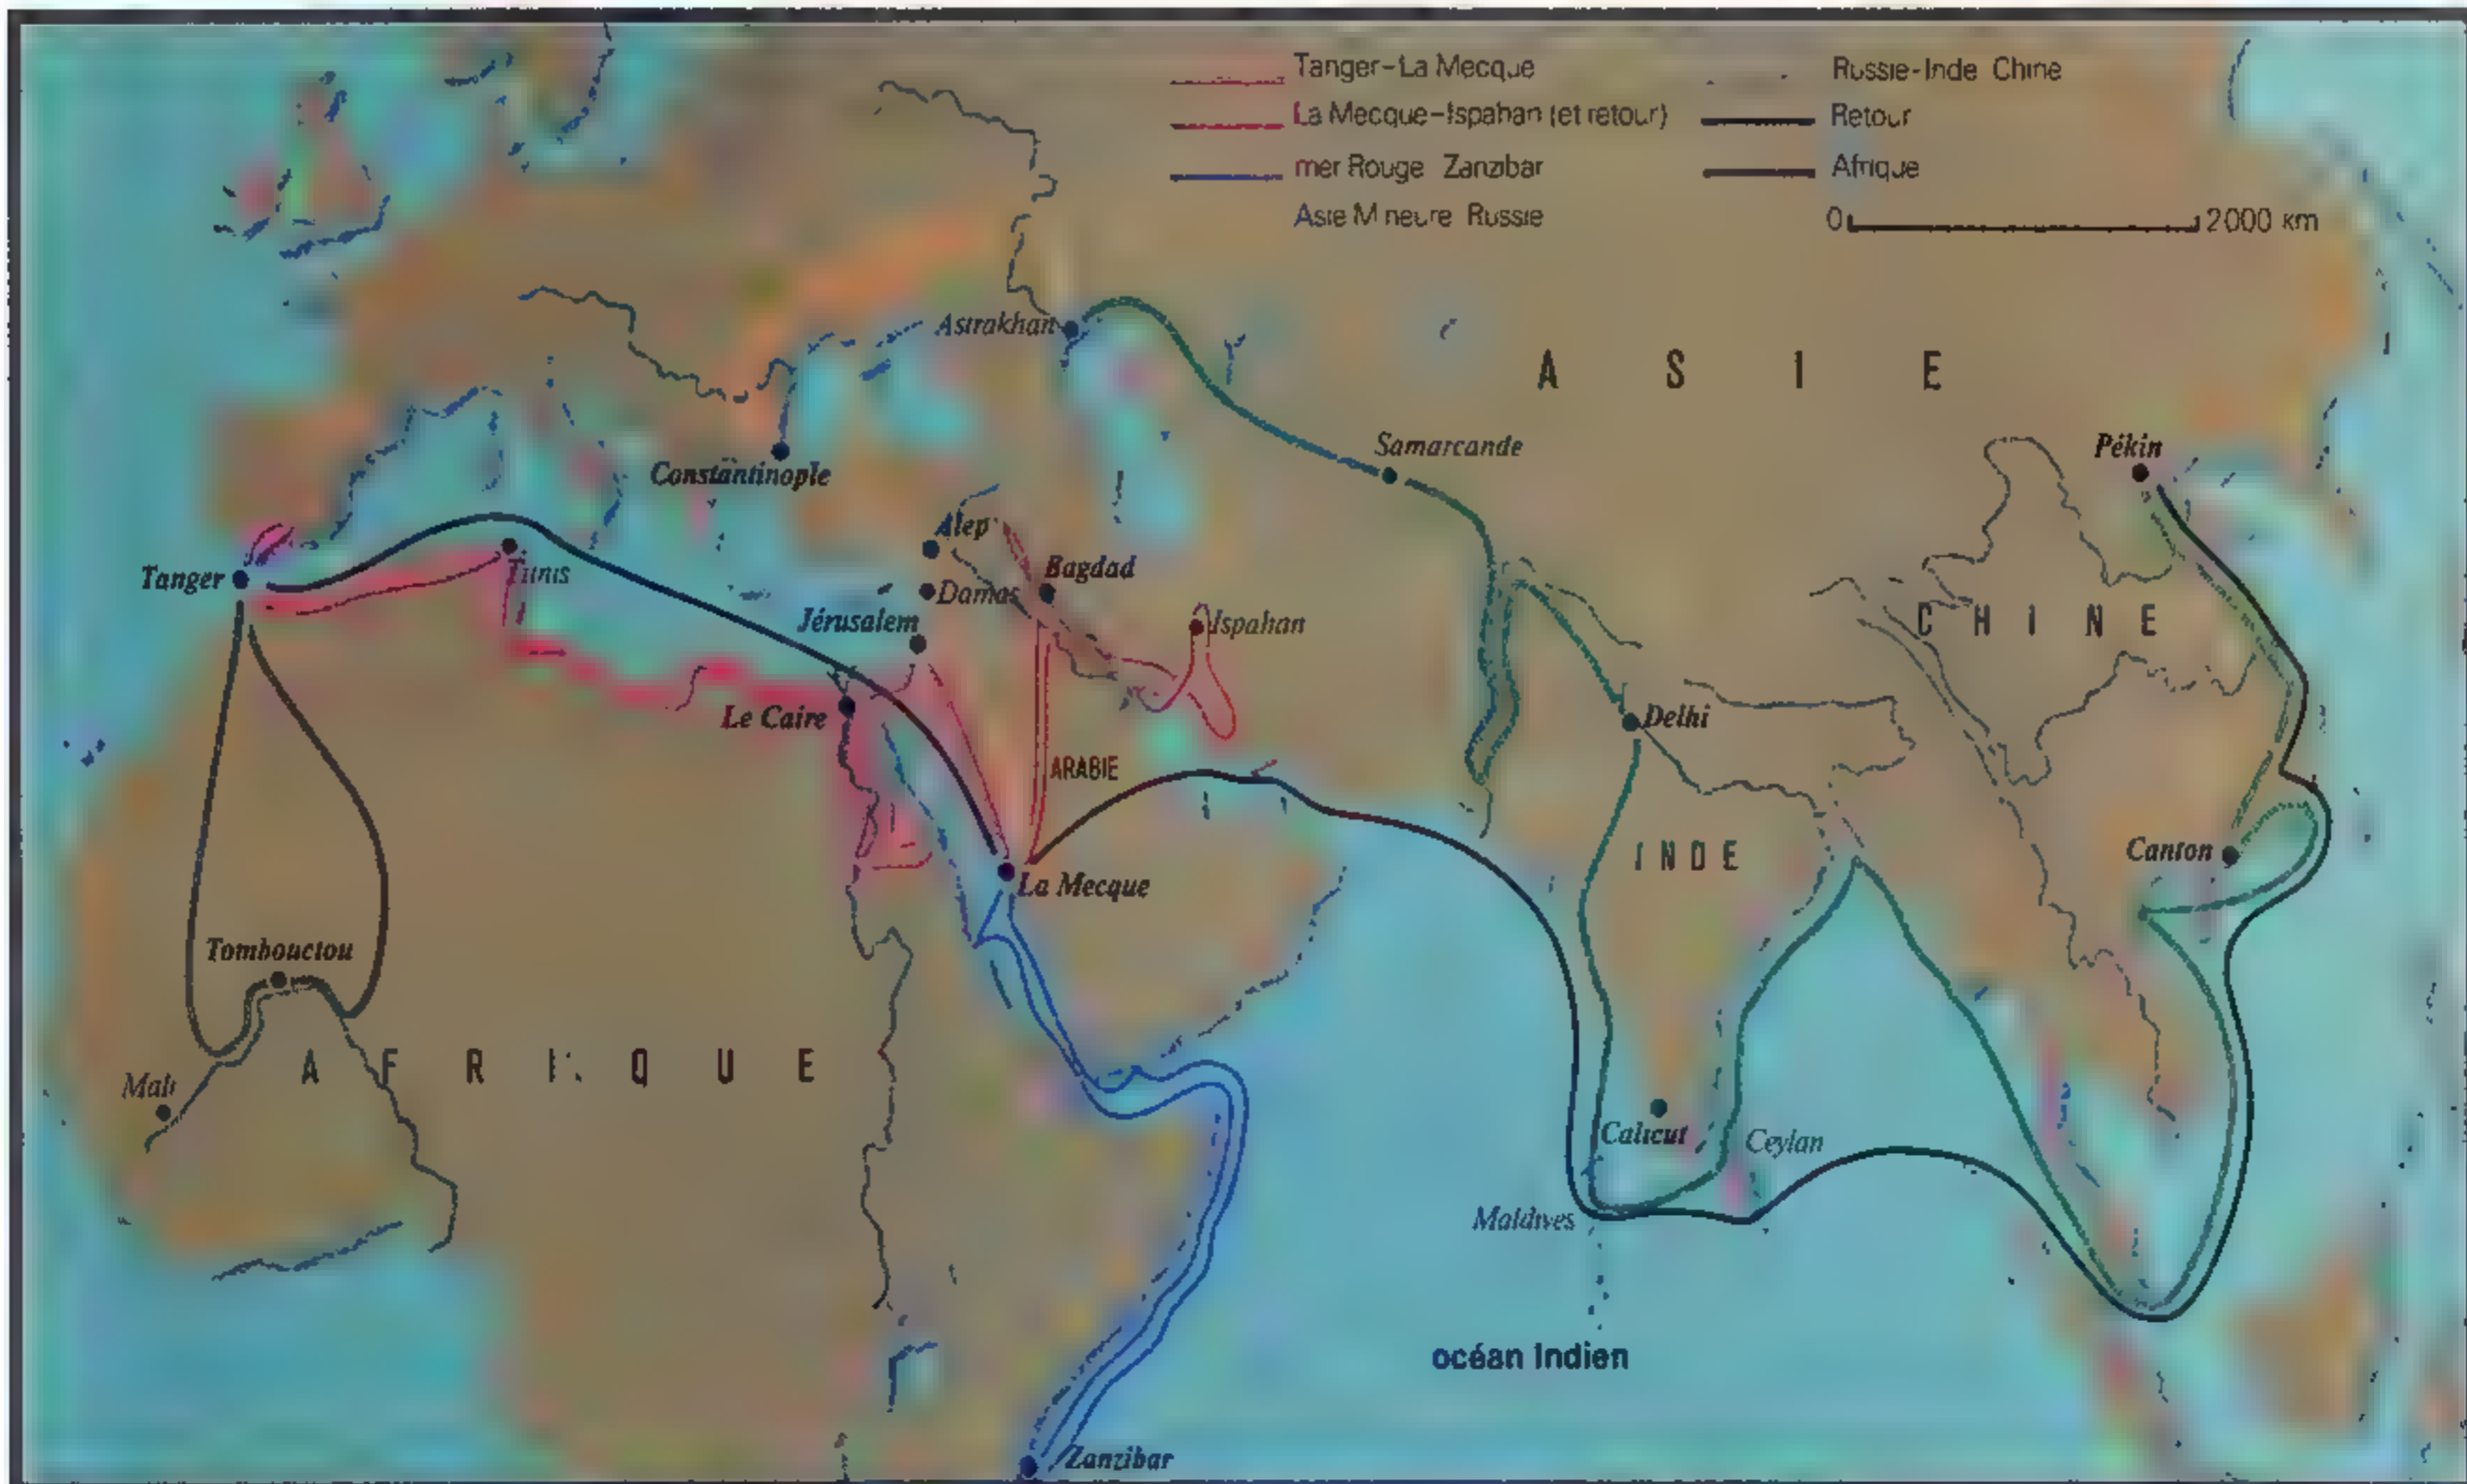 Tanger-La Mecque
La Mecque-Ispahan (et retour)
mer Rouge Zanzibar
Asie M neure Russie
Russie-Inde Chine
Retour
Afrique
0 2000 km
Astrakhan
A S I E
Samarcande
Pékin
Constantinople
Alep
Tanger
Tunis
Bagdad
Damas
Jérusalem
Ispahan
C H I N E
Le Caire
Delhi
ARABIE
INDE
Canton
La Mecque
Tombouctou
A F R I Q U E
Mali
Calicut
Ceylan
Maldives
océan Indien
Zanzibar